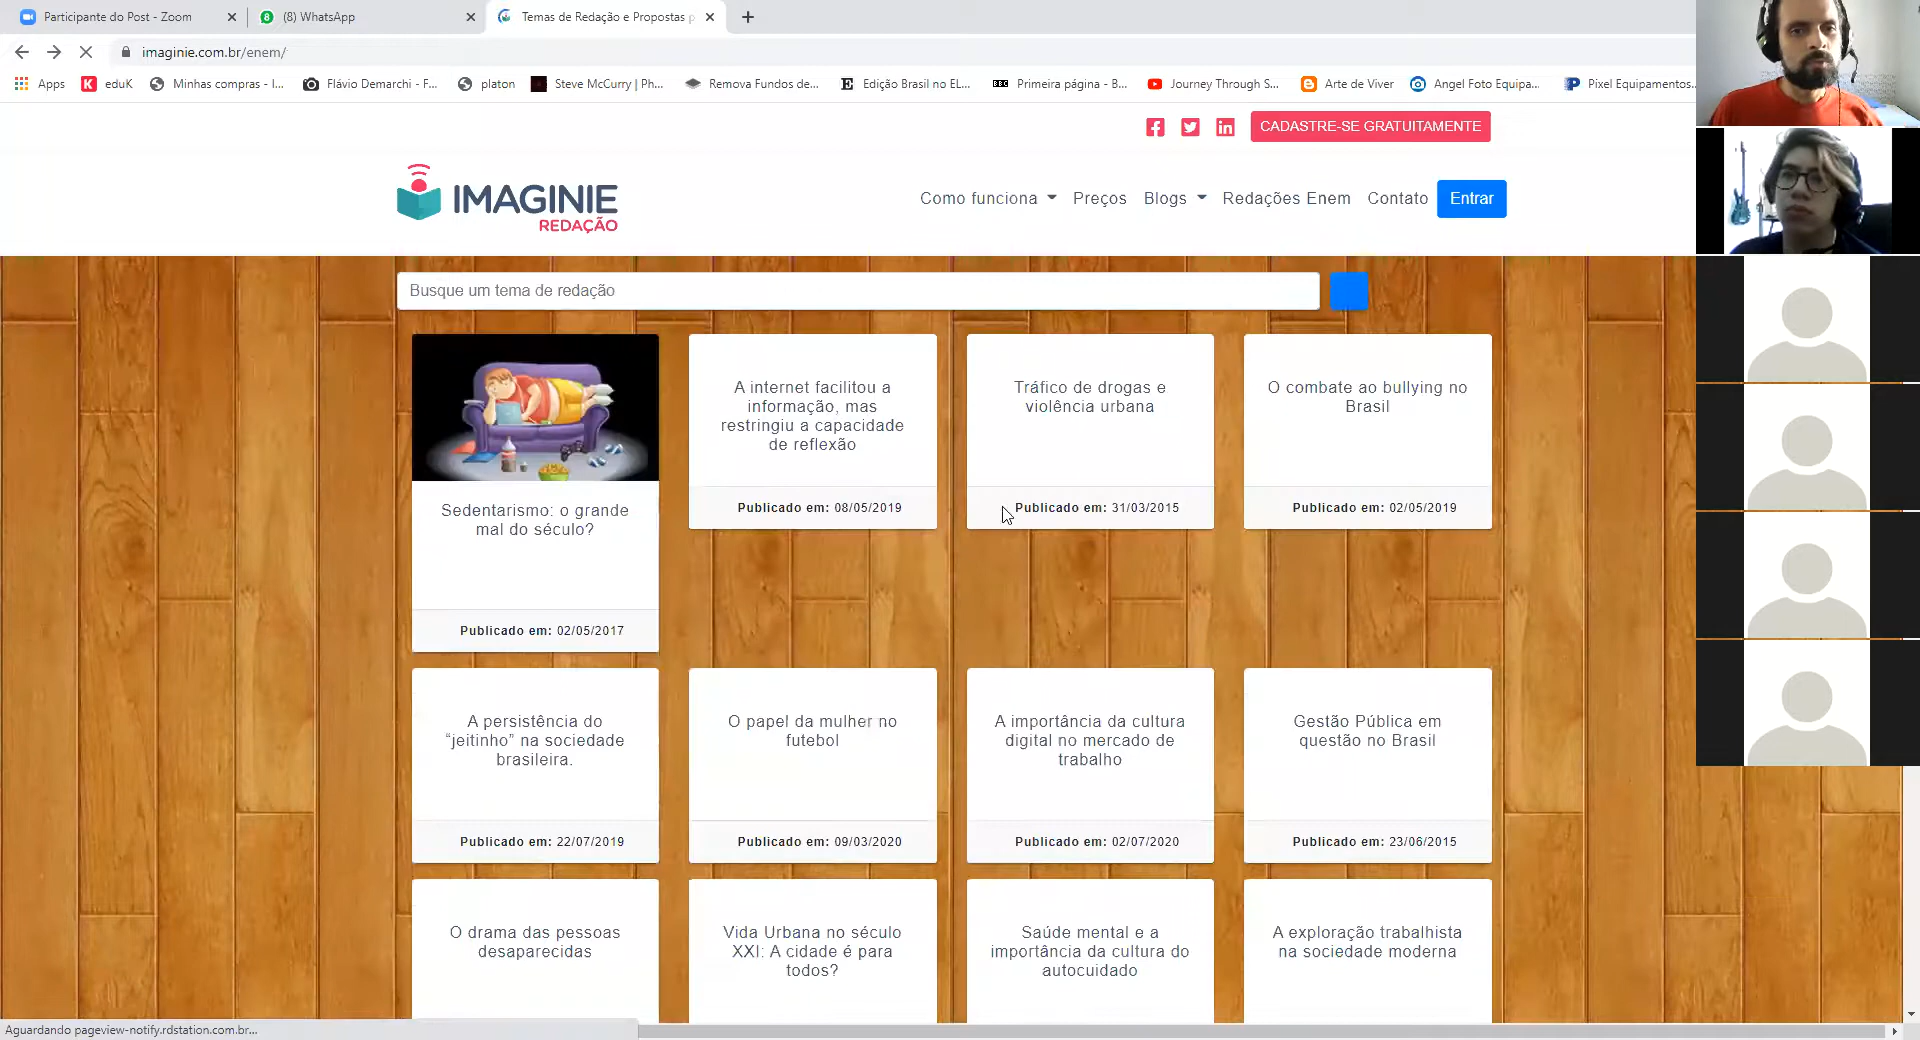 Participante do Post - Zoom
(8) WhatsApp
Temas de Redação e Propostas p
imaginie.com.br/enem/
Apps
eduK
Minhas compras - I...
Flávio Demarchi - F...
platon
Steve McCurry | Ph...
Remova Fundos de...
Edição Brasil no EL...
BBC
Primeira página - B...
Journey Through S...
Arte de Viver
Angel Foto Equipa...
Pixel Equipamentos...
CADASTRE-SE GRATUITAMENTE
IMAGINIE
REDAÇÃO
Como funciona
Preços
Blogs
Redações Enem
Contato
Entrar
Busque um tema de redação
Sedentarismo: o grande
mal do século?
Publicado em: 02/05/2017
A internet facilitou a
informação, mas
restringiu a capacidade
de reflexão
Publicado em: 08/05/2019
Tráfico de drogas e
violência urbana
Publicado em: 31/03/2015
O combate ao bullying no
Brasil
Publicado em: 02/05/2019
A persistência do
“jeitinho” na sociedade
brasileira.
Publicado em: 22/07/2019
O papel da mulher no
futebol
Publicado em: 09/03/2020
A importância da cultura
digital no mercado de
trabalho
Publicado em: 02/07/2020
Gestão Pública em
questão no Brasil
Publicado em: 23/06/2015
O drama das pessoas
desaparecidas
Vida Urbana no século
XXI: A cidade é para
todos?
Saúde mental e a
importância da cultura do
autocuidado
A exploração trabalhista
na sociedade moderna
Aguardando pageview-notify.rdstation.com.br...